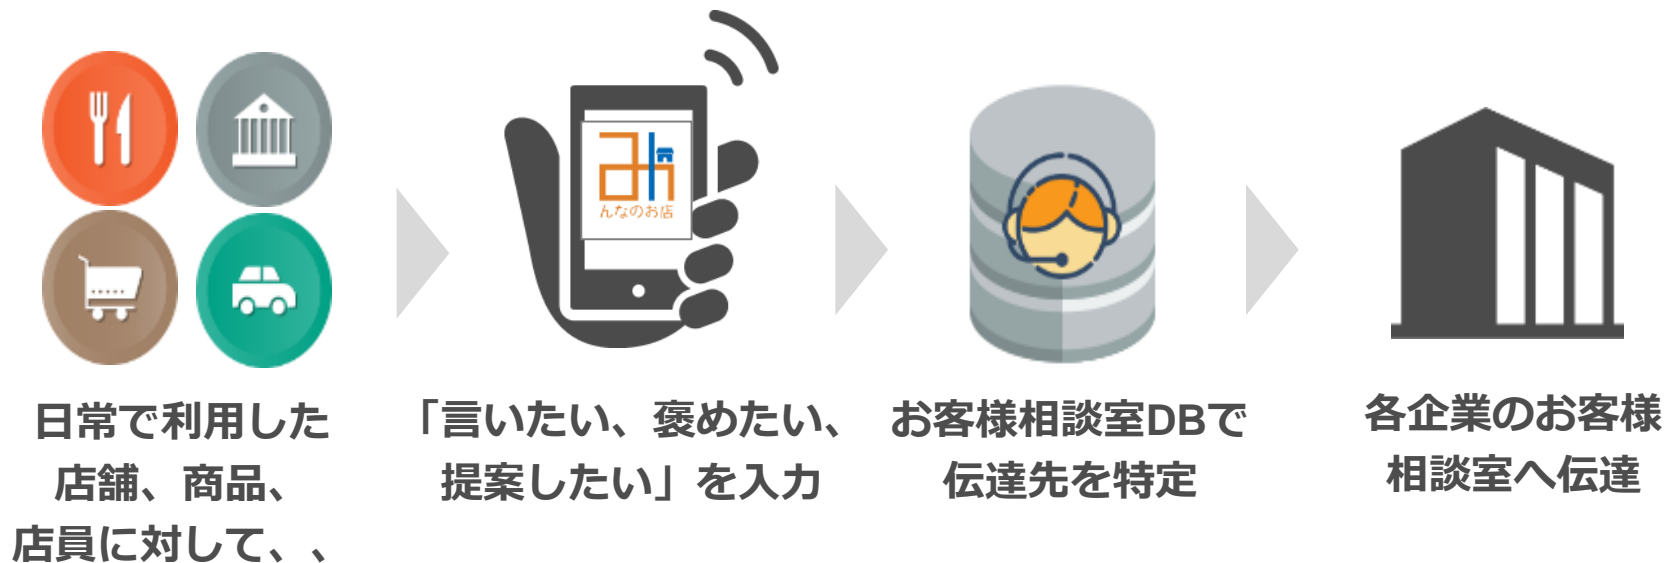 み
んなのお店
日常で利用した
店舗、商品、
店員に対して、、
「言いたい、褒めたい、
提案したい」を入力
お客様相談室DBで
伝達先を特定
各企業のお客様
相談室へ伝達